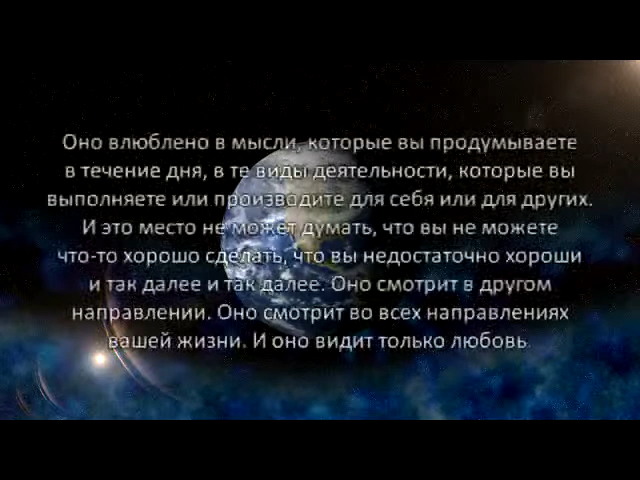 Оно влюблено в мысли, которые вы продумываете
в течение дня, в те виды деятельности, которые вы
выполняете или производите для себя или для других.
И это место не может думать, что вы не можете
что-то хорошо сделать, что вы недостаточно хороши
и так далее и так далее. Оно смотрит в другом
направлении. Оно смотрит во всех направлениях
вашей жизни. И оно видит только любовь.